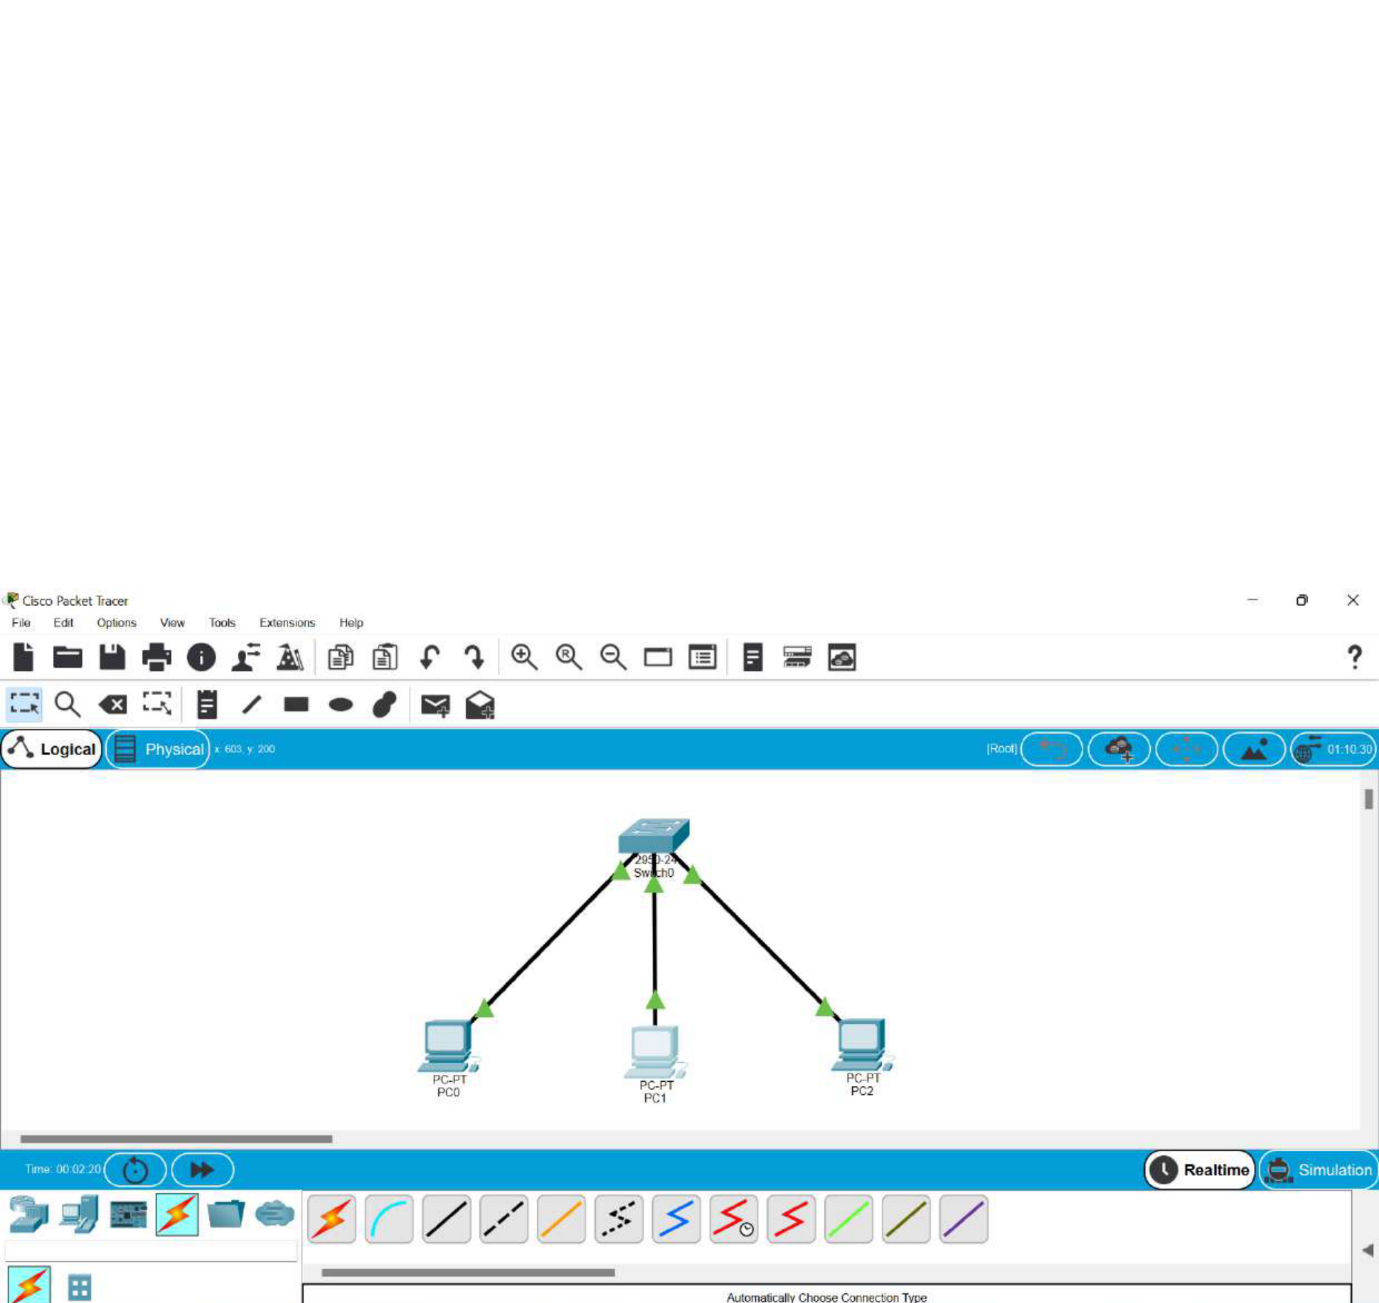 Cisco Packet Tracer
File Edit Options View Tools Extensions Help
Logical Physical x: 603, y: 200 [Root] 01:10:30
2950-24
Switch0
PC-PT
PC0
PC-PT
PC1
PC-PT
PC2
Time: 00:02:20 Realtime Simulation
Automatically Choose Connection Type